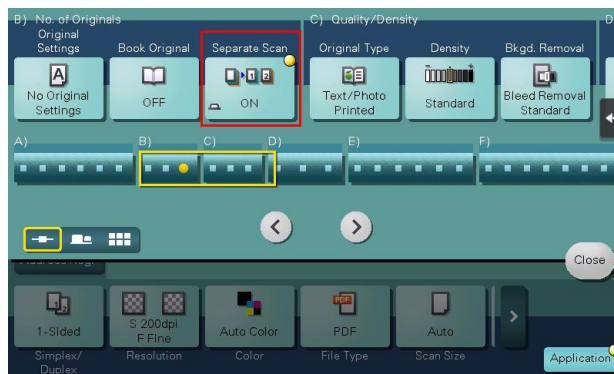 B) No. of Originals
C) Quality/Density
D
Original
Settings
Book Original
Separate Scan
Original Type
Density
Bkgd. Removal
No Original
Settings
OFF
ON
Text/Photo
Printed
Standard
Bleed Removal
Standard
A)
B)
C)
D)
E)
F)
Close
1-Sided
S 200dpi
F Fine
Auto Color
PDF
PDF
Auto
Simplex/
Duplex
Resolution
Color
File Type
Scan Size
Application